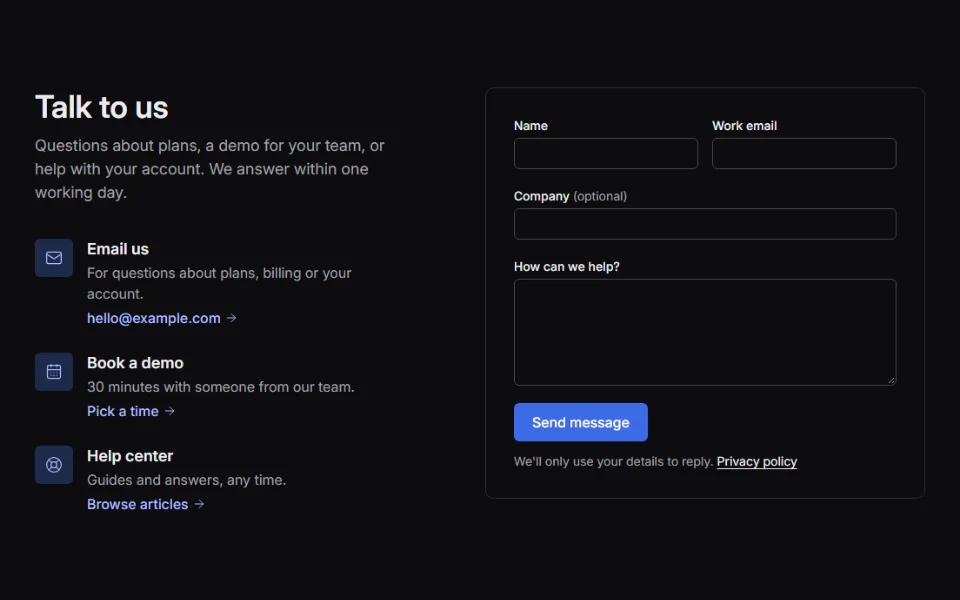 Talk to us
Questions about plans, a demo for your team, or
help with your account. We answer within one
working day.
Email us
For questions about plans, billing or your
account.
hello@example.com →
Book a demo
30 minutes with someone from our team.
Pick a time →
Help center
Guides and answers, any time.
Browse articles →
Name
Work email
Company (optional)
How can we help?
Send message
We'll only use your details to reply. Privacy policy